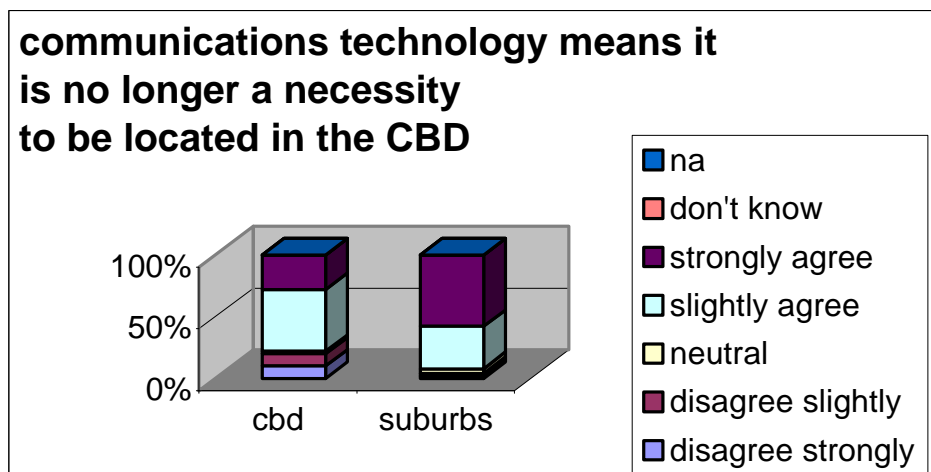 communications technology means it
is no longer a necessity
to be located in the CBD
na
don't know
strongly agree
slightly agree
neutral
disagree slightly
disagree strongly
100%
50%
0%
cbd suburbs